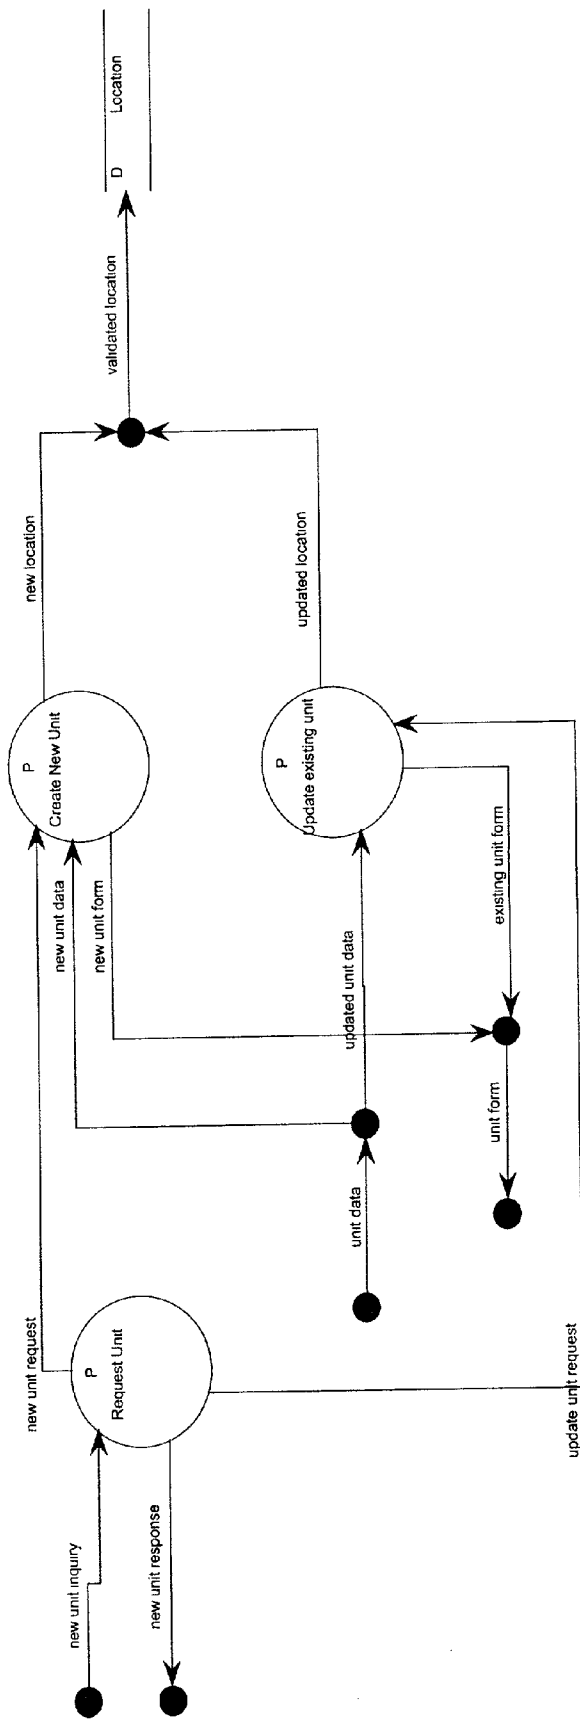 new unit inquiry
new unit response
P
Request Unit
new unit request
update unit request
unit data
unit form
new unit data
new unit form
updated unit data
existing unit form
P
Create New Unit
P
Update existing unit
new location
updated location
validated location
D Location